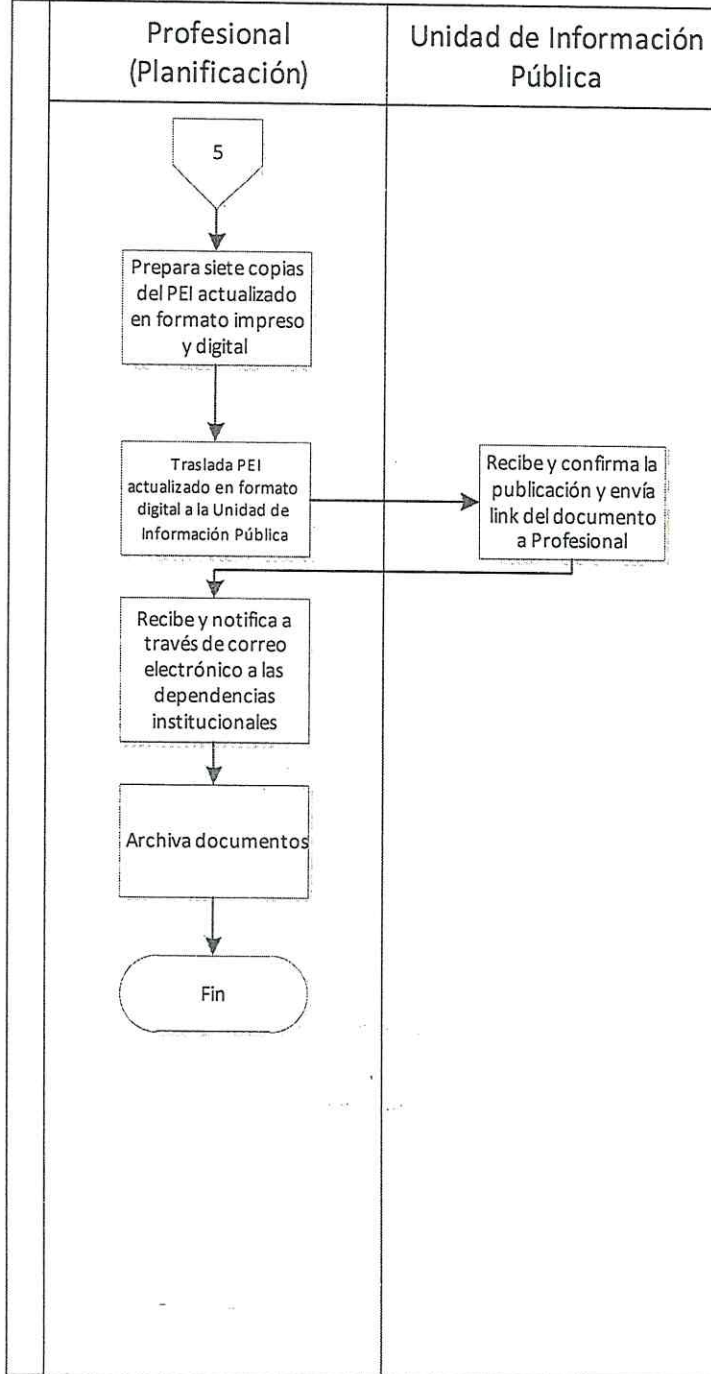 Profesional
(Planificación)
Unidad de Información
Pública
5
Prepara siete copias
del PEI actualizado
en formato impreso
y digital
Traslada PEI
actualizado en formato
digital a la Unidad de
Información Pública
Recibe y confirma la
publicación y envía
link del documento
a Profesional
Recibe y notifica a
través de correo
electrónico a las
dependencias
institucionales
Archiva documentos
Fin